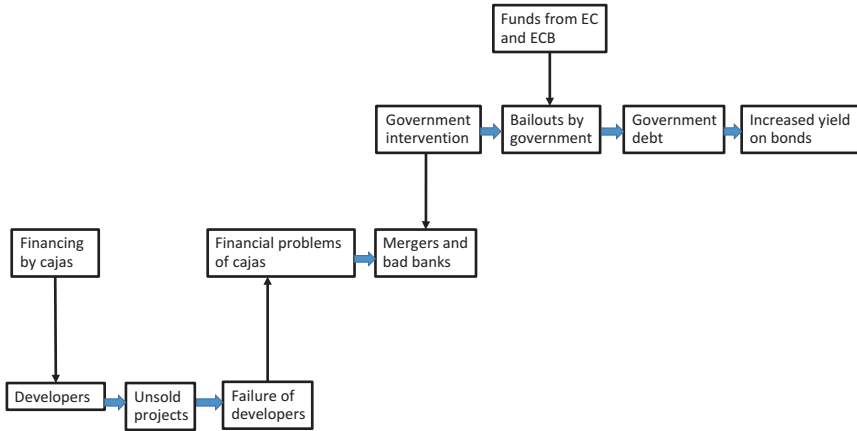 Funds from EC
and ECB
Government
intervention
Bailouts by
government
Government
debt
Increased yield
on bonds
Financing
by cajas
Financial problems
of cajas
Mergers and
bad banks
Developers
Unsold
projects
Failure of
developers